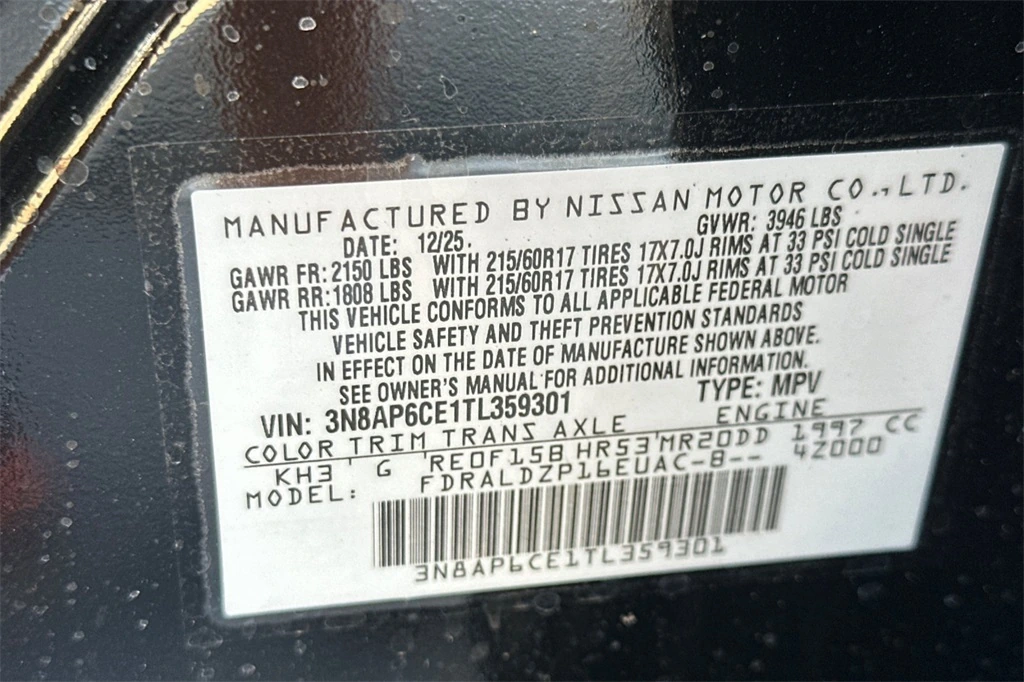 MANUFACTURED BY NISSAN MOTOR CO., LTD.
DATE: 12/25. GVWR: 3946 LBS
GAWR FR: 2150 LBS WITH 215/60R17 TIRES 17X7.0J RIMS AT 33 PSI COLD SINGLE
GAWR RR: 1808 LBS WITH 215/60R17 TIRES 17X7.0J RIMS AT 33 PSI COLD SINGLE
THIS VEHICLE CONFORMS TO ALL APPLICABLE FEDERAL MOTOR
VEHICLE SAFETY AND THEFT PREVENTION STANDARDS
IN EFFECT ON THE DATE OF MANUFACTURE SHOWN ABOVE.
SEE OWNER'S MANUAL FOR ADDITIONAL INFORMATION.
VIN: 3N8AP6CE1TL359301 TYPE: MPV
COLOR TRIM TRANS AXLE ENGINE
KH3 G RE0F15B HR53 MR20DD 1997 CC
MODEL: FDRALDZP16EUAC-B-- 4Z000
3N8AP6CE1TL359301